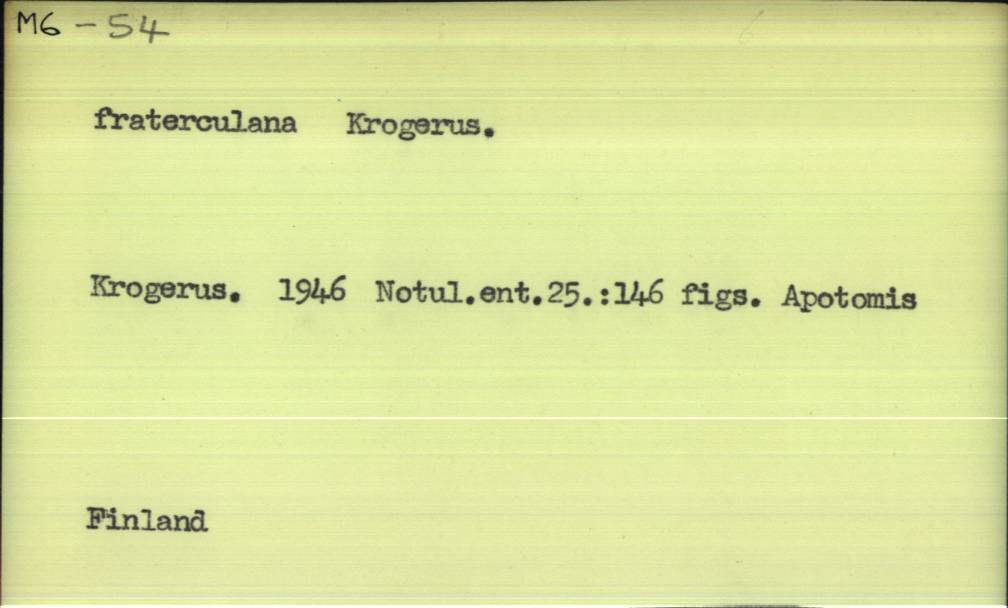 M6 - 54
fraterculana Krogerus.
Krogerus. 1946 Notul.ent.25.:146 figs. Apotomis
Finland